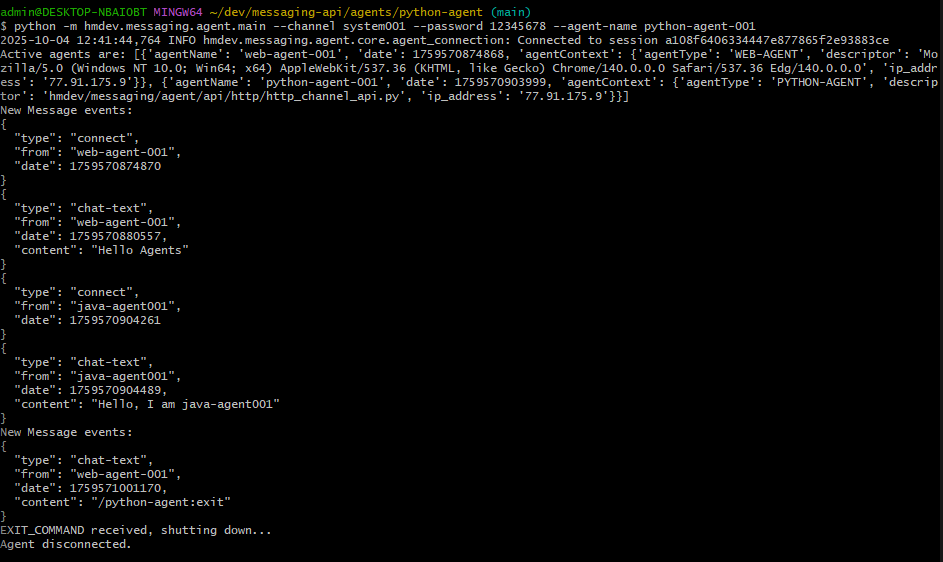 admin@DESKTOP-NBAIOBT MINGW64 ~/dev/messaging-api/agents/python-agent (main)
$ python -m hmdev.messaging.agent.main --channel system001 --password 12345678 --agent-name python-agent-001
2025-10-04 12:41:44,764 INFO hmdev.messaging.agent.core.agent_connection: Connected to session a108f6406334447e877865f2e93883ce
Active agents are: [{'agentName': 'web-agent-001', 'date': 1759570874868, 'agentContext': {'agentType': 'WEB-AGENT', 'descriptor': 'Mo
zilla/5.0 (Windows NT 10.0; Win64; x64) AppleWebKit/537.36 (KHTML, like Gecko) Chrome/140.0.0.0 Safari/537.36 Edg/140.0.0.0', 'ip_addr
ess': '77.91.175.9'}}, {'agentName': 'python-agent-001', 'date': 1759570903999, 'agentContext': {'agentType': 'PYTHON-AGENT', 'descrip
tor': 'hmdev/messaging/agent/api/http/http_channel_api.py', 'ip_address': '77.91.175.9'}}]
New Message events:
{
  "type": "connect",
  "from": "web-agent-001",
  "date": 1759570874870
}
{
  "type": "chat-text",
  "from": "web-agent-001",
  "date": 1759570880557,
  "content": "Hello Agents"
}
{
  "type": "connect",
  "from": "java-agent001",
  "date": 1759570904261
}
{
  "type": "chat-text",
  "from": "java-agent001",
  "date": 1759570904489,
  "content": "Hello, I am java-agent001"
}
New Message events:
{
  "type": "chat-text",
  "from": "web-agent-001",
  "date": 1759571001170,
  "content": "/python-agent:exit"
}
EXIT_COMMAND received, shutting down...
Agent disconnected.